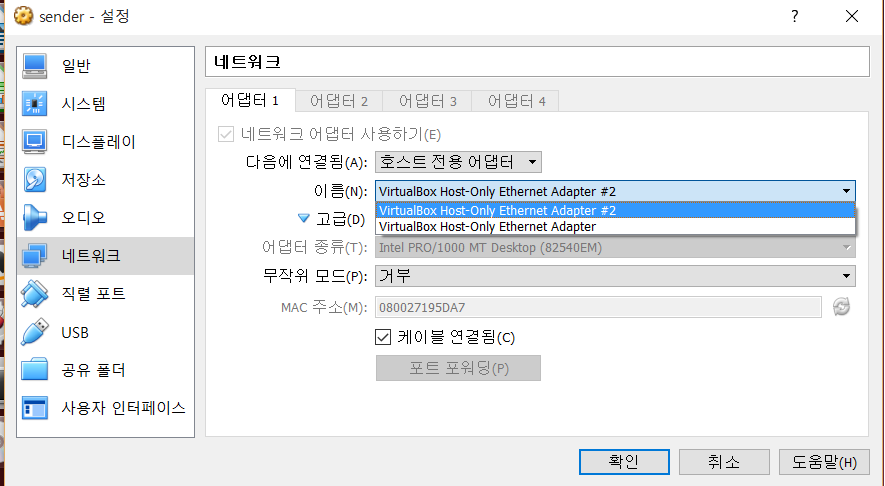 sender - 설정
?
일반
시스템
디스플레이
저장소
오디오
네트워크
직렬 포트
USB
공유 폴더
사용자 인터페이스
네트워크
어댑터 1 어댑터 2 어댑터 3 어댑터 4
네트워크 어댑터 사용하기(E)
다음에 연결됨(A): 호스트 전용 어댑터
이름(N): VirtualBox Host-Only Ethernet Adapter #2
VirtualBox Host-Only Ethernet Adapter #2
고급(D)
VirtualBox Host-Only Ethernet Adapter
어댑터 종류(T): Intel PRO/1000 MT Desktop (82540EM)
무작위 모드(P): 거부
MAC 주소(M): 080027195DA7
케이블 연결됨(C)
포트 포워딩(P)
확인 취소 도움말(H)